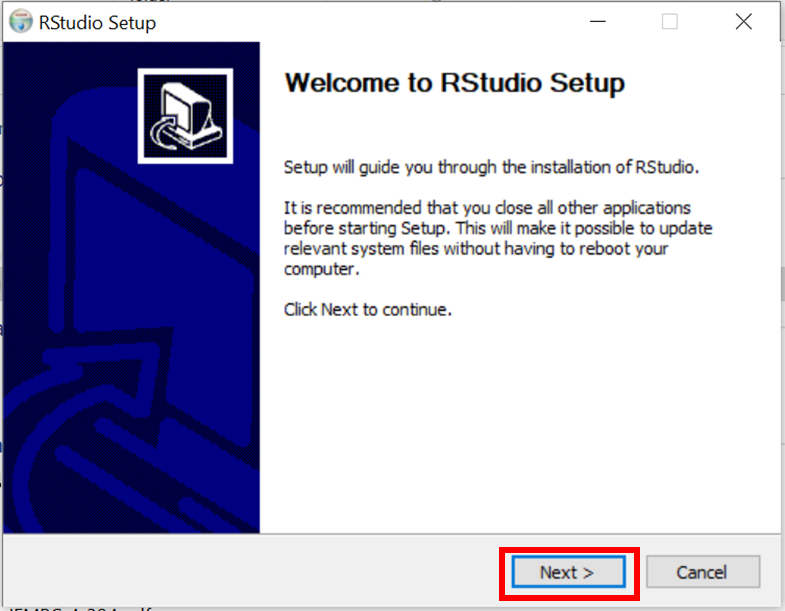 RStudio Setup
Welcome to RStudio Setup
Setup will guide you through the installation of RStudio.
It is recommended that you close all other applications
before starting Setup. This will make it possible to update
relevant system files without having to reboot your
computer.
Click Next to continue.
Next >
Cancel